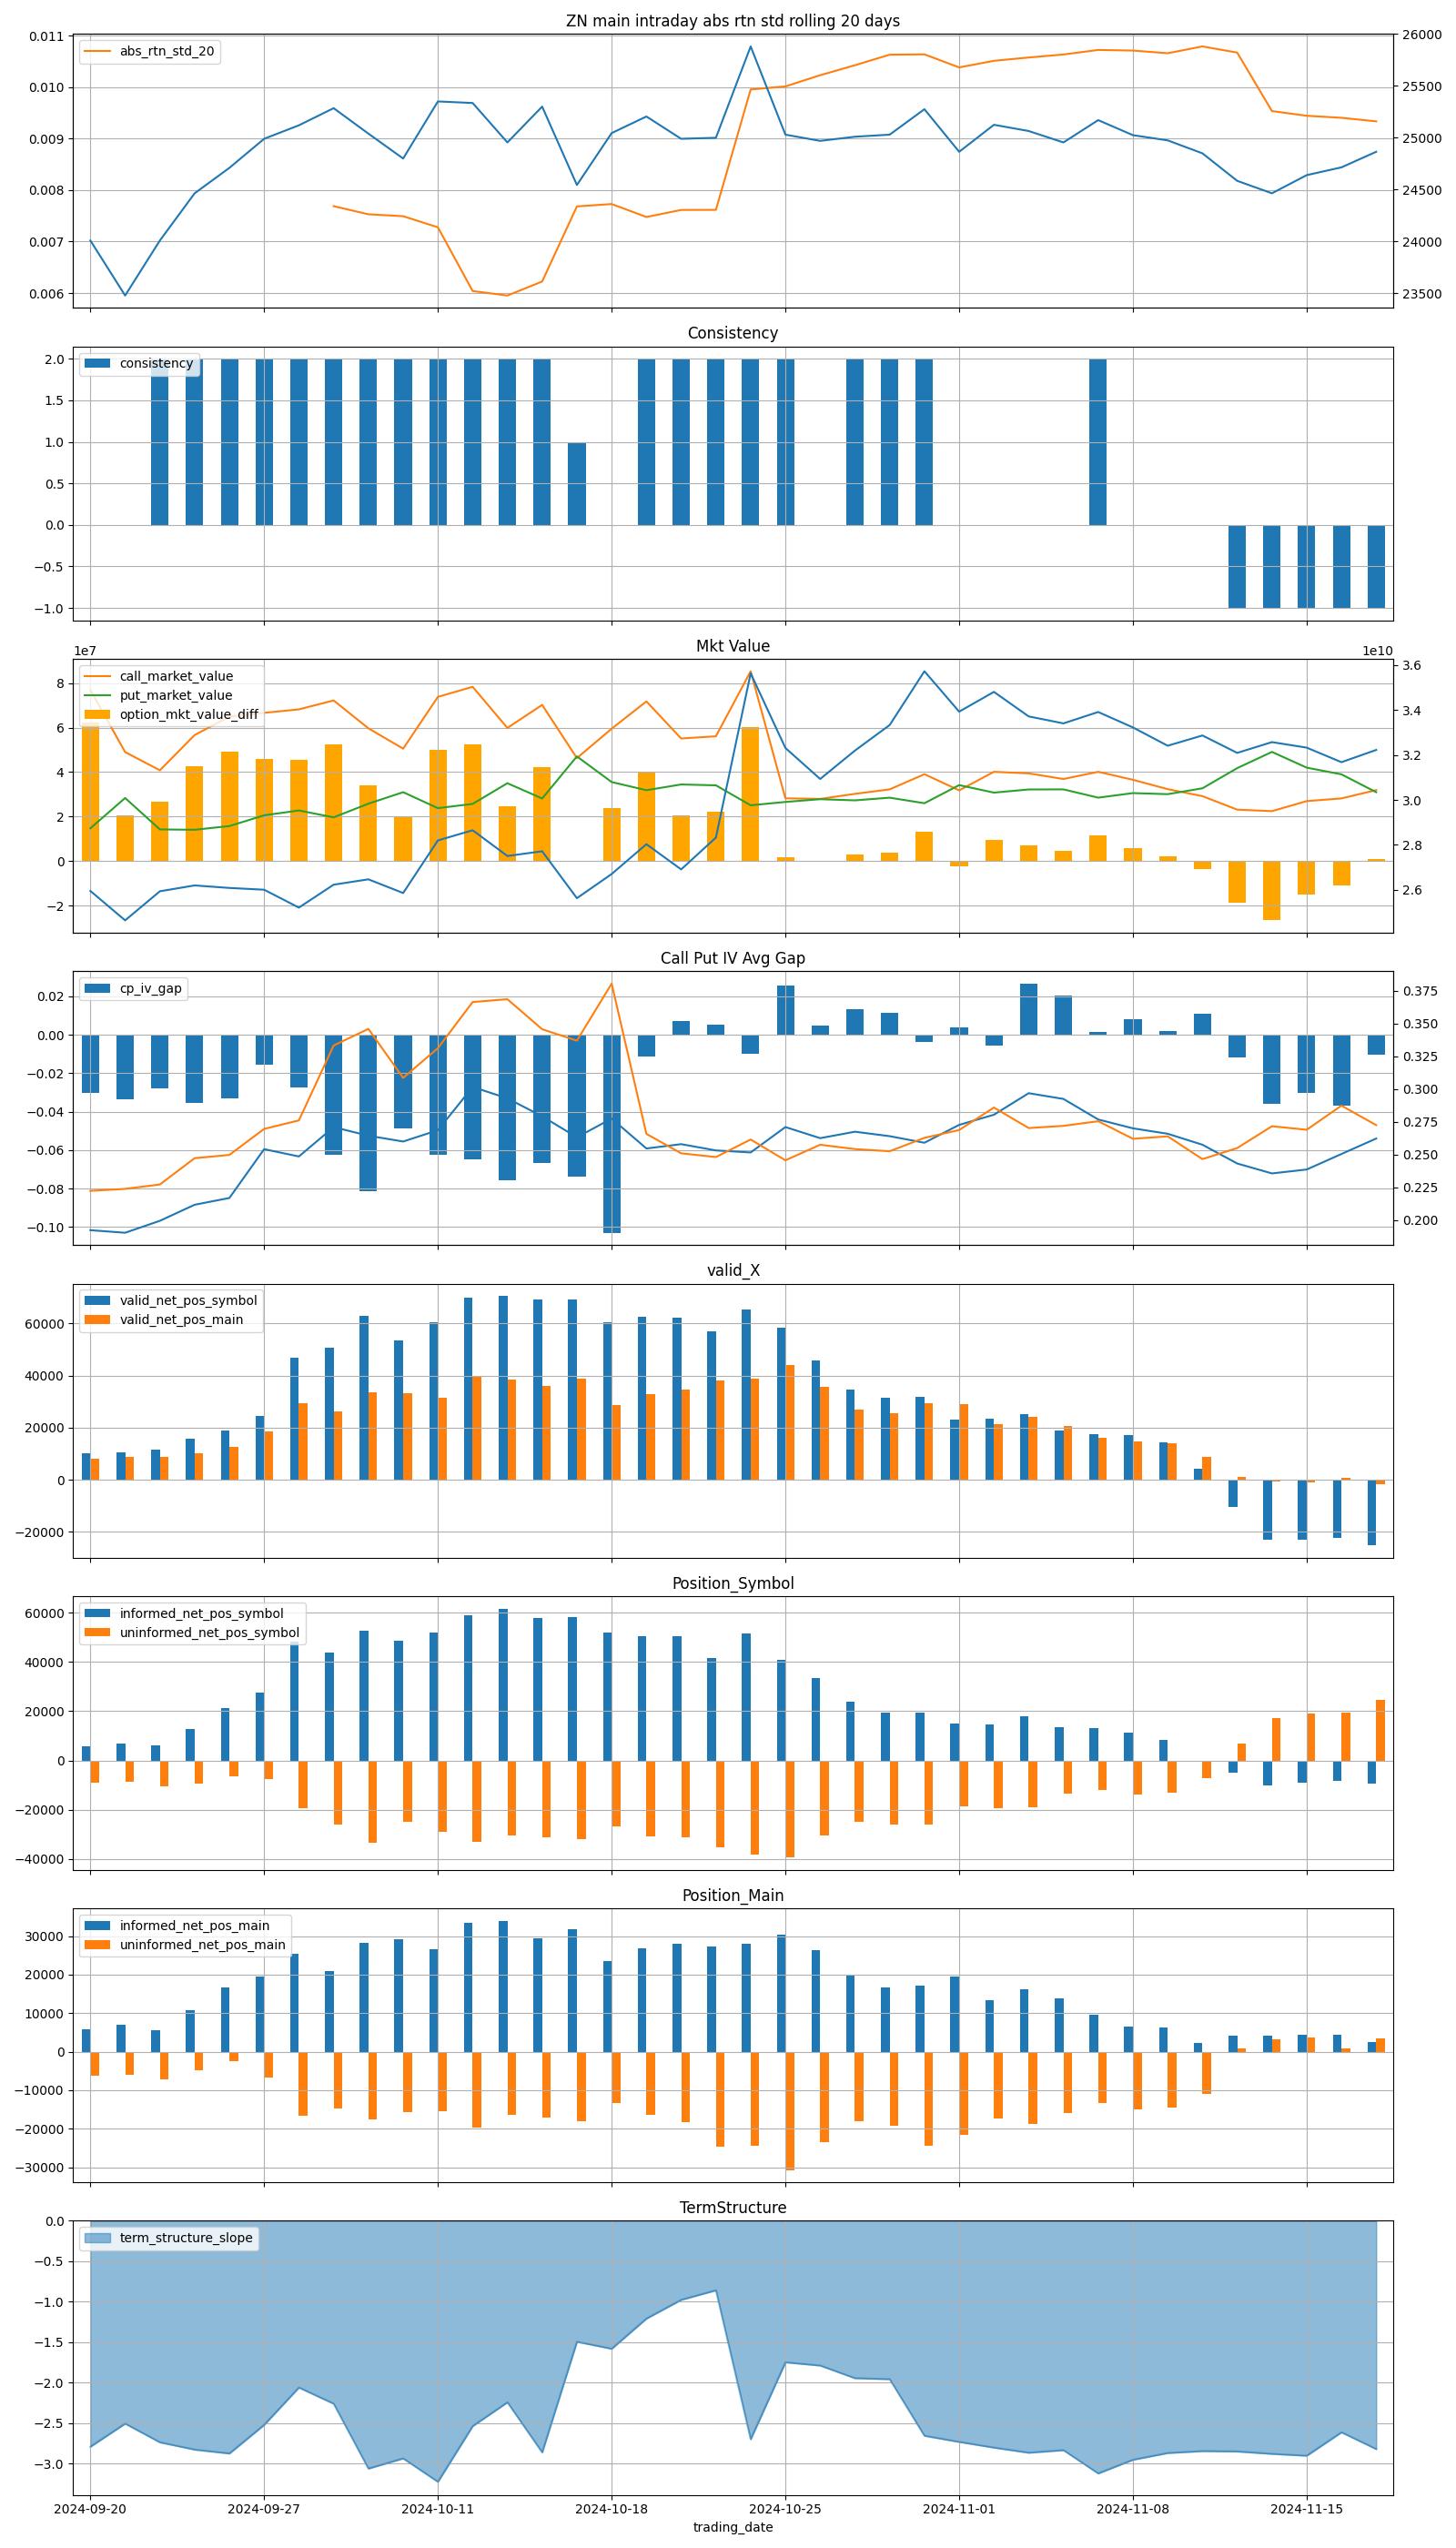 ZN main intraday abs rtn std rolling 20 days
abs_rtn_std_20
0.011
0.010
0.009
0.008
0.007
0.006
26000
25500
25000
24500
24000
23500
Consistency
consistency
2.0
1.5
1.0
0.5
0.0
−0.5
−1.0
Mkt Value
1e7
1e10
call_market_value
put_market_value
option_mkt_value_diff
8
6
4
2
0
−2
3.6
3.4
3.2
3.0
2.8
2.6
Call Put IV Avg Gap
cp_iv_gap
0.02
0.00
−0.02
−0.04
−0.06
−0.08
−0.10
0.375
0.350
0.325
0.300
0.275
0.250
0.225
0.200
valid_X
valid_net_pos_symbol
valid_net_pos_main
60000
40000
20000
0
−20000
Position_Symbol
informed_net_pos_symbol
uninformed_net_pos_symbol
60000
40000
20000
0
−20000
−40000
Position_Main
informed_net_pos_main
uninformed_net_pos_main
30000
20000
10000
0
−10000
−20000
−30000
TermStructure
term_structure_slope
0.0
−0.5
−1.0
−1.5
−2.0
−2.5
−3.0
2024-09-20 2024-09-27 2024-10-11 2024-10-18 2024-10-25 2024-11-01 2024-11-08 2024-11-15
trading_date